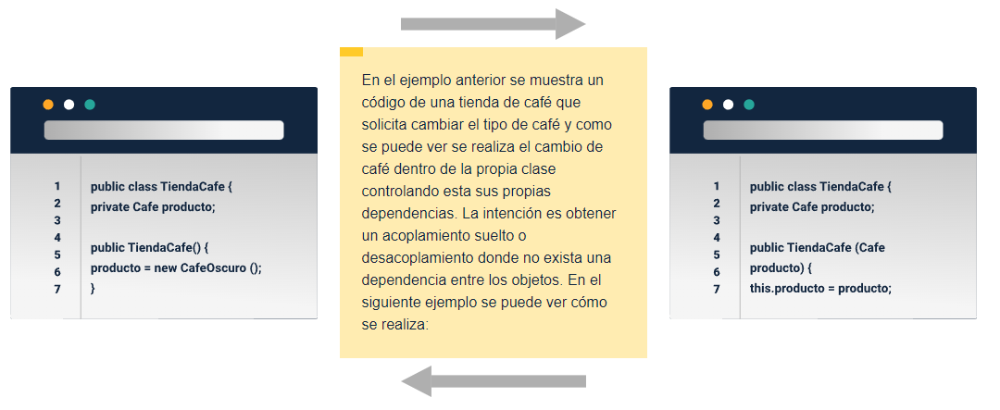 1 public class TiendaCafe {
2 private Cafe producto;
3
4 public TiendaCafe() {
5 producto = new CafeOscuro ();
6 }
7
En el ejemplo anterior se muestra un
código de una tienda de café que
solicita cambiar el tipo de café y como
se puede ver se realiza el cambio de
café dentro de la propia clase
controlando esta sus propias
dependencias. La intención es obtener
un acoplamiento suelto o
desacoplamiento donde no exista una
dependencia entre los objetos. En el
siguiente ejemplo se puede ver cómo
se realiza:
1 public class TiendaCafe {
2 private Cafe producto;
3
4 public TiendaCafe (Cafe
5 producto) {
6 this.producto = producto;
7